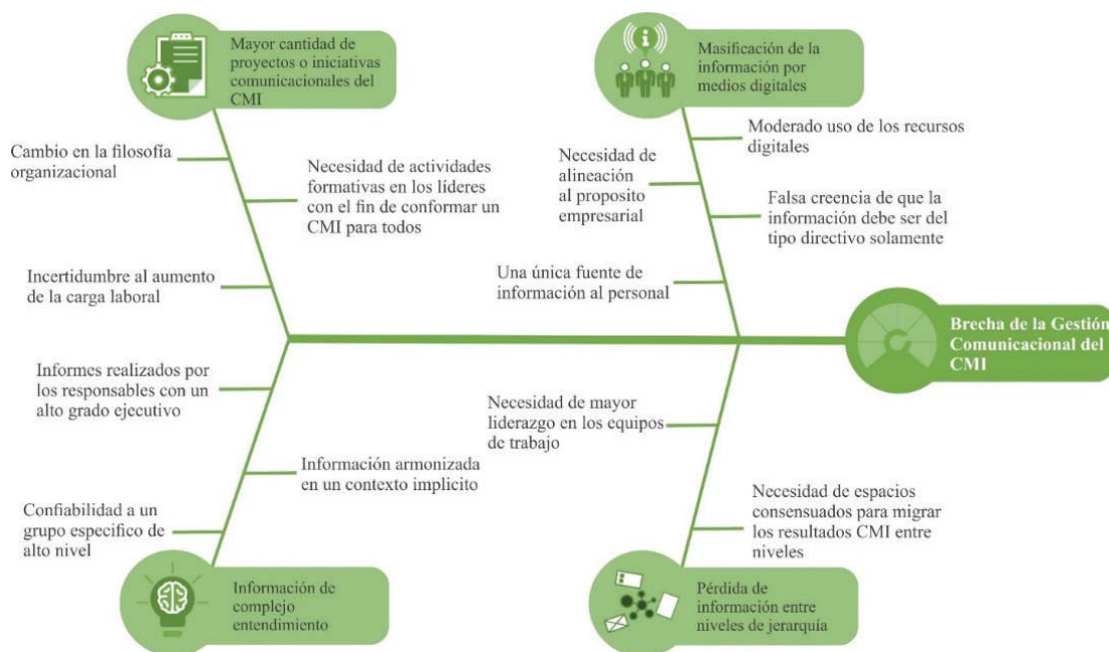 Mayor cantidad de
proyectos o iniciativas
comunicacionales del
CMI
Cambio en la filosofía
organizacional
Necesidad de actividades
formativas en los líderes
con el fin de conformar un
CMI para todos
Incertidumbre al aumento
de la carga laboral
Masificación de la
información por
medios digitales
Moderado uso de los recursos
digitales
Necesidad de
alineación
al proposito
empresarial
Falsa creencia de que la
información debe ser del
tipo directivo solamente
Una única fuente de
información al personal
Brecha de la Gestión
Comunicacional del
CMI
Informes realizados por
los responsables con un
alto grado ejecutivo
Información armonizada
en un contexto implicito
Confiabilidad a un
grupo especifico de
alto nivel
Información de
complejo
entendimiento
Necesidad de mayor
liderazgo en los equipos
de trabajo
Necesidad de espacios
consensuados para migrar
los resultados CMI entre
niveles
Pérdida de
información entre
niveles de jerarquía